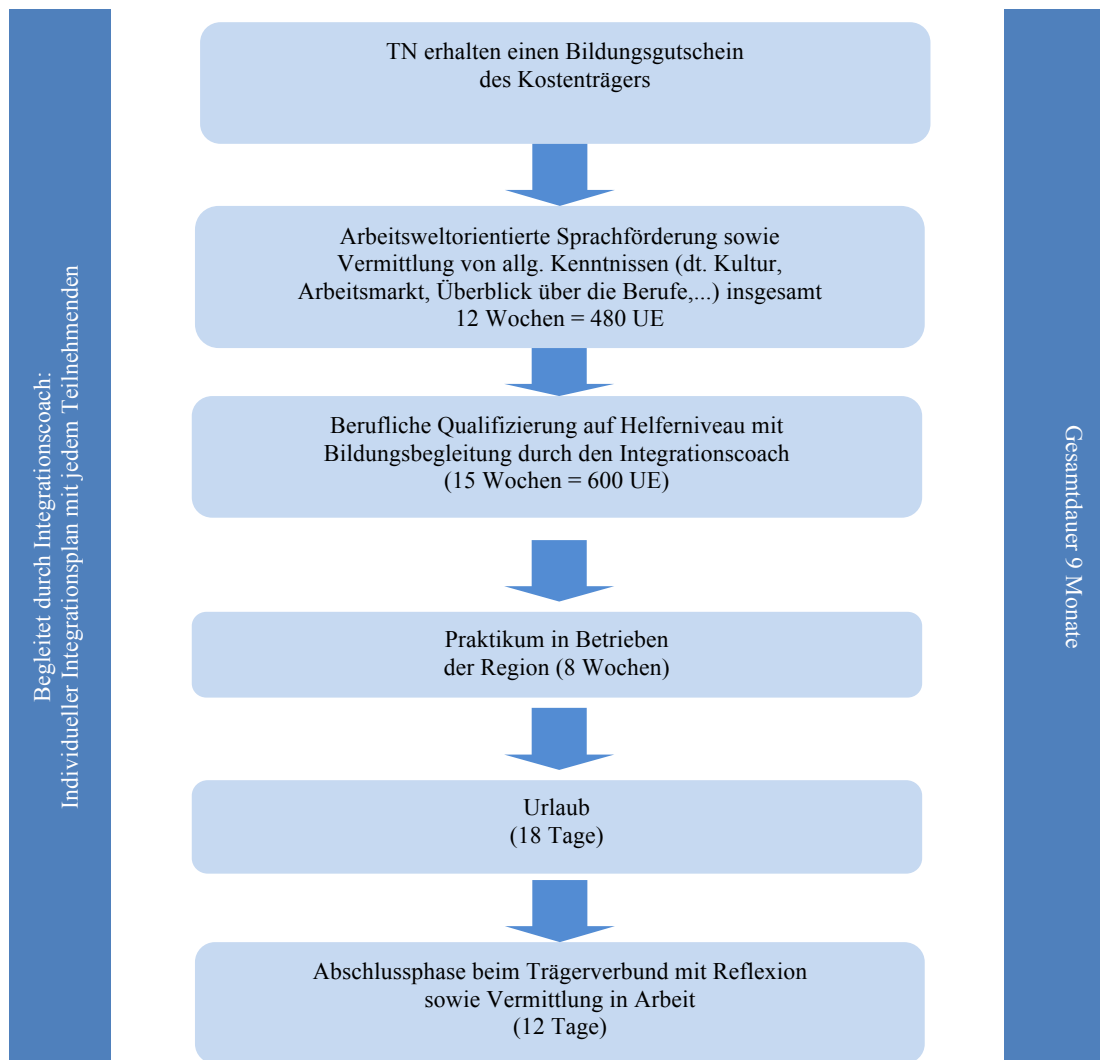 Begleitet durch Integrationscoach:
Individueller Integrationsplan mit jedem Teilnehmenden
TN erhalten einen Bildungsgutschein
des Kostenträgers
Arbeitsweltorientierte Sprachförderung sowie
Vermittlung von allg. Kenntnissen (dt. Kultur,
Arbeitsmarkt, Überblick über die Berufe,...) insgesamt
12 Wochen = 480 UE
Berufliche Qualifizierung auf Helferniveau mit
Bildungsbegleitung durch den Integrationscoach
(15 Wochen = 600 UE)
Praktikum in Betrieben
der Region (8 Wochen)
Urlaub
(18 Tage)
Abschlussphase beim Trägerverbund mit Reflexion
sowie Vermittlung in Arbeit
(12 Tage)
Gesamtdauer 9 Monate